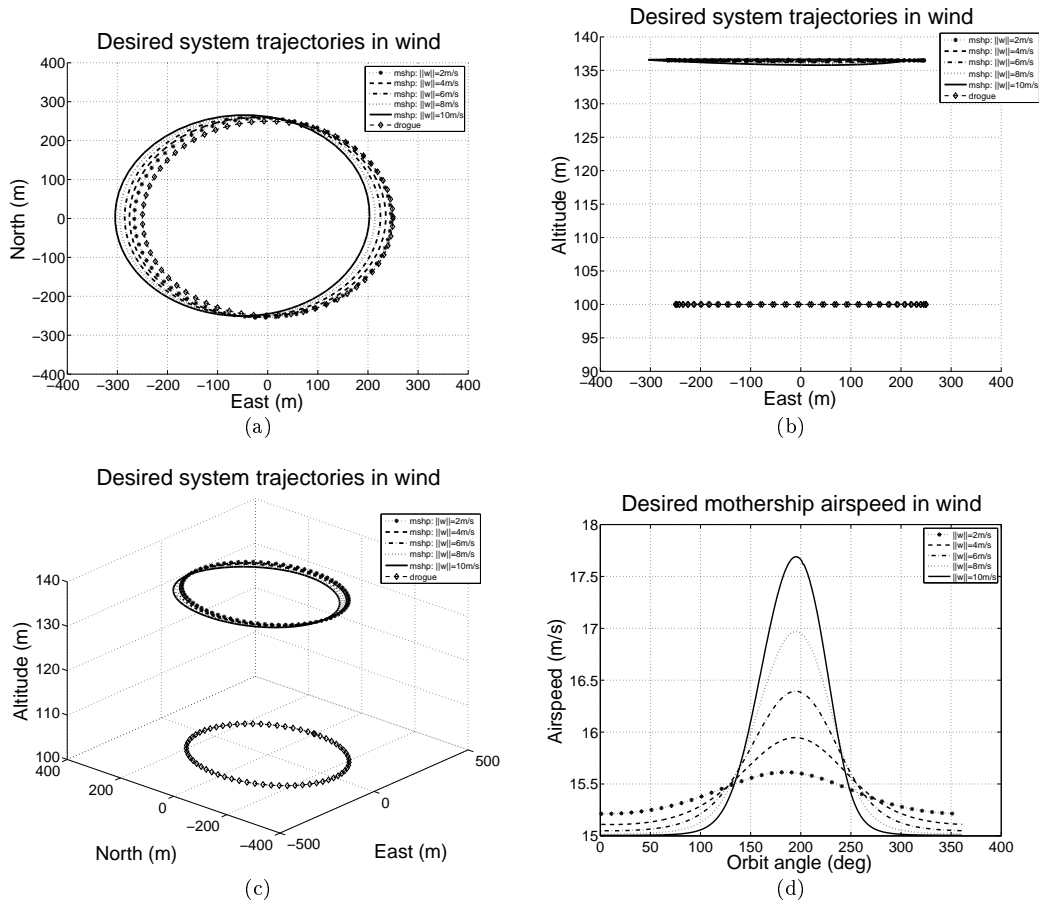 Desired system trajectories in wind
400
300
200
100
0
−100
−200
−300
−400
North (m)
−400 −300 −200 −100 0 100 200 300 400
East (m)
mshp: ||w||=2m/s
mshp: ||w||=4m/s
mshp: ||w||=6m/s
mshp: ||w||=8m/s
mshp: ||w||=10m/s
drogue
(a)
Desired system trajectories in wind
140
135
130
125
120
115
110
105
100
95
90
Altitude (m)
−400 −300 −200 −100 0 100 200 300 400
East (m)
mshp: ||w||=2m/s
mshp: ||w||=4m/s
mshp: ||w||=6m/s
mshp: ||w||=8m/s
mshp: ||w||=10m/s
drogue
(b)
Desired system trajectories in wind
mshp: ||w||=2m/s
mshp: ||w||=4m/s
mshp: ||w||=6m/s
mshp: ||w||=8m/s
mshp: ||w||=10m/s
drogue
140
130
120
110
100
Altitude (m)
400
200
0
−200
−400
North (m)
−500
0
500
East (m)
(c)
Desired mothership airspeed in wind
18
17.5
17
16.5
16
15.5
15
Airspeed (m/s)
0 50 100 150 200 250 300 350 400
Orbit angle (deg)
||w||=2m/s
||w||=4m/s
||w||=6m/s
||w||=8m/s
||w||=10m/s
(d)